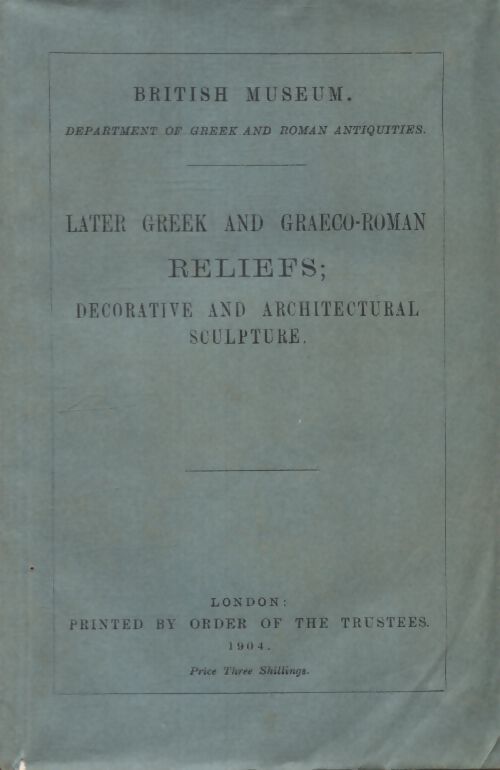 BRITISH MUSEUM.
DEPARTMENT OF GREEK AND ROMAN ANTIQUITIES.
LATER GREEK AND GRAECO-ROMAN
RELIEFS;
DECORATIVE AND ARCHITECTURAL
SCULPTURE.
LONDON:
PRINTED BY ORDER OF THE TRUSTEES.
1904.
Price Three Shillings.